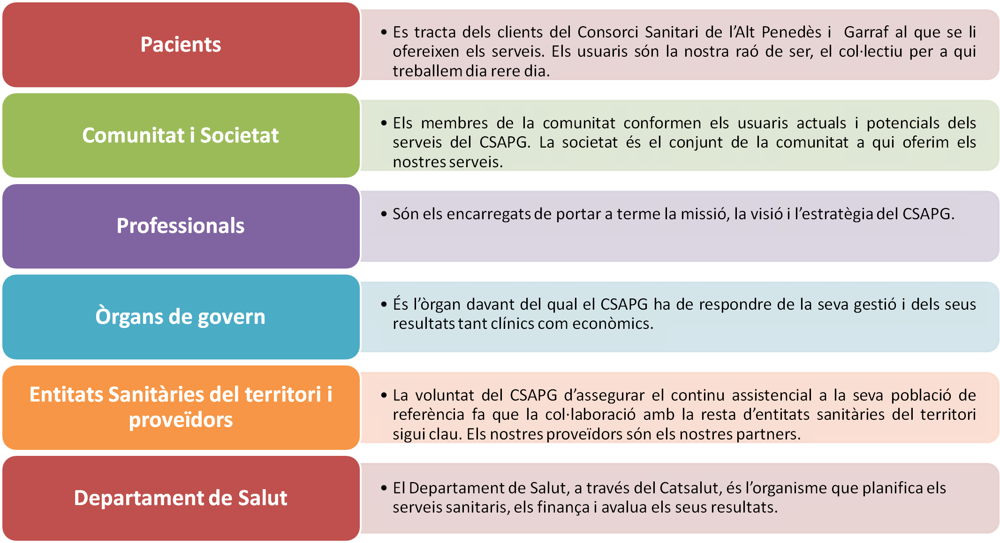 Pacients
• Es tracta dels clients del Consorci Sanitari de l’Alt Penedès i Garraf al que se li
ofereixen els serveis. Els usuaris són la nostra raó de ser, el col·lectiu per a qui
treballem dia rere dia.
Comunitat i Societat
• Els membres de la comunitat conformen els usuaris actuals i potencials dels
serveis del CSAPG. La societat és el conjunt de la comunitat a qui oferim els
nostres serveis.
Professionals
• Són els encarregats de portar a terme la missió, la visió i l’estratègia del CSAPG.
Òrgans de govern
• És l’òrgan davant del qual el CSAPG ha de respondre de la seva gestió i dels seus
resultats tant clínics com econòmics.
Entitats Sanitàries del territori i
proveïdors
• La voluntat del CSAPG d’assegurar el continu assistencial a la seva població de
referència fa que la col·laboració amb la resta d’entitats sanitàries del territori
sigui clau. Els nostres proveïdors són els nostres partners.
Departament de Salut
• El Departament de Salut, a través del Catsalut, és l’organisme que planifica els
serveis sanitaris, els finança i avalua els seus resultats.